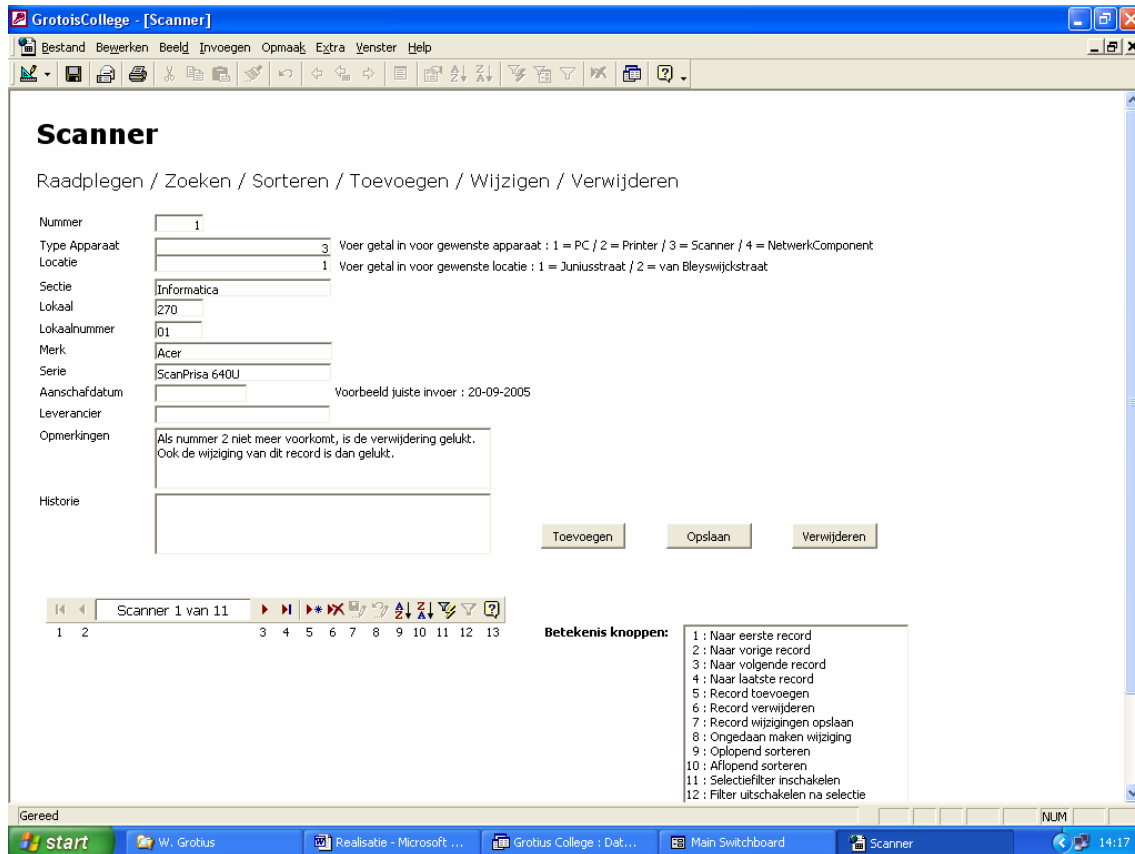 GrotoisCollege - [Scanner]
Bestand Bewerken Beeld Invoegen Opmaak Extra Venster Help
Scanner
Raadplegen / Zoeken / Sorteren / Toevoegen / Wijzigen / Verwijderen
Nummer 1
Type Apparaat 3 Voer getal in voor gewenste apparaat : 1 = PC / 2 = Printer / 3 = Scanner / 4 = NetwerkComponent
Locatie 1 Voer getal in voor gewenste locatie : 1 = Juniusstraat / 2 = van Bleyswijckstraat
Sectie Informatica
Lokaal 270
Lokaalnummer 01
Merk Acer
Serie ScanPrisa 640U
Aanschafdatum Voorbeeld juiste invoer : 20-09-2005
Leverancier
Opmerkingen Als nummer 2 niet meer voorkomt, is de verwijdering gelukt.
Ook de wijziging van dit record is dan gelukt.
Historie
Toevoegen Opslaan Verwijderen
Scanner 1 van 11
1 2 3 4 5 6 7 8 9 10 11 12 13
Betekenis knoppen:
1 : Naar eerste record
2 : Naar vorige record
3 : Naar volgende record
4 : Naar laatste record
5 : Record toevoegen
6 : Record verwijderen
7 : Record wijzigingen opslaan
8 : Ongedaan maken wijziging
9 : Oplopend sorteren
10 : Aflopend sorteren
11 : Selectiefilter inschakelen
12 : Filter uitschakelen na selectie
Gereed NUM
start W. Grotius Realisatie - Microsoft ... Grotius College : Dat... Main Switchboard Scanner 14:17